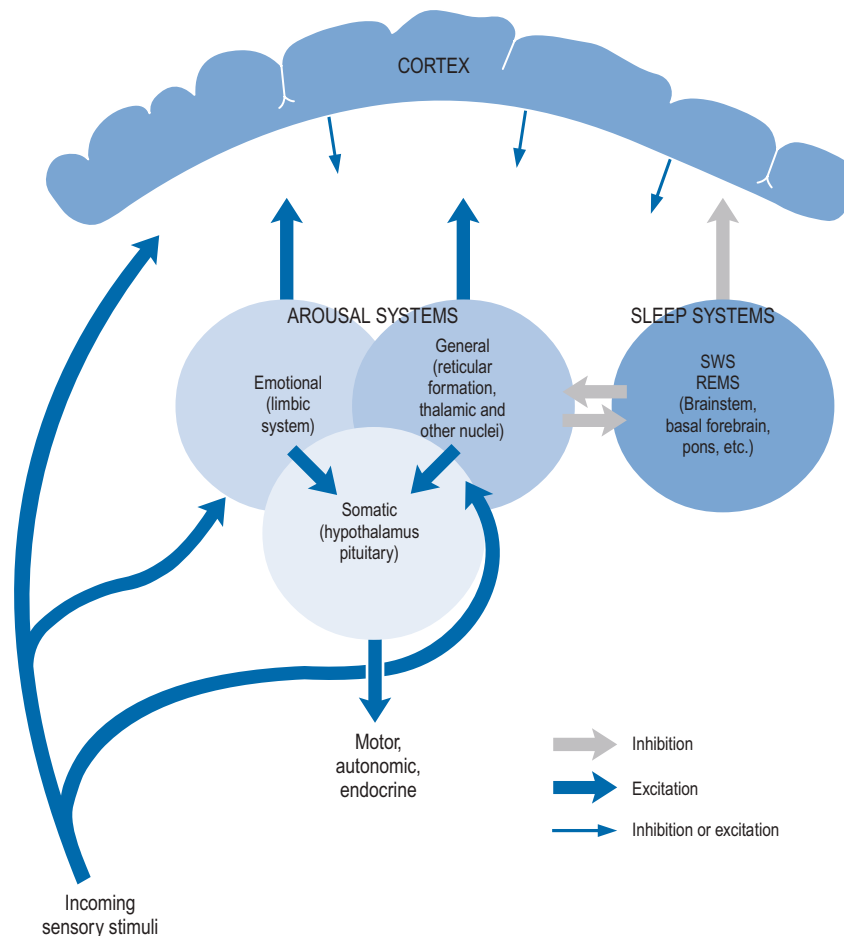 CORTEX
AROUSAL SYSTEMS
SLEEP SYSTEMS
Emotional
(limbic
system)
General
(reticular
formation,
thalamic and
other nuclei)
SWS
REMS
(Brainstem,
basal forebrain,
pons, etc.)
Somatic
(hypothalamus
pituitary)
Motor,
autonomic,
endocrine
Inhibition
Excitation
Inhibition or excitation
Incoming
sensory stimuli